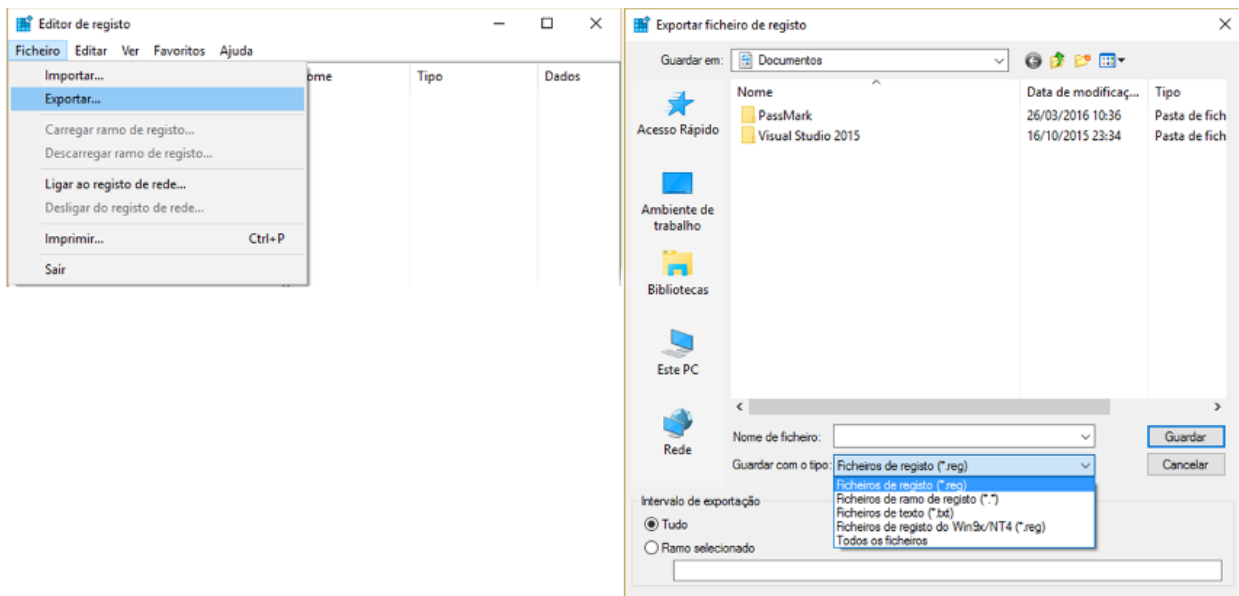 Editor de registo
Ficheiro Editar Ver Favoritos Ajuda
Importar...
Exportar...
Carregar ramo de registo...
Descarregar ramo de registo...
Ligar ao registo de rede...
Desligar do registo de rede...
Imprimir... Ctrl+P
Sair
ome Tipo Dados
Exportar ficheiro de registo
Guardar em: Documentos
Acesso Rápido
Ambiente de
trabalho
Bibliotecas
Este PC
Rede
Nome Data de modificaç... Tipo
PassMark 26/03/2016 10:36 Pasta de fich
Visual Studio 2015 16/10/2015 23:34 Pasta de fich
Nome de ficheiro: Guardar
Guardar com o tipo: Ficheiros de registo (*.reg) Cancelar
Ficheiros de registo (*.reg)
Ficheiros de ramo de registo (*.*)
Ficheiros de texto (*.txt)
Ficheiros de registo do Win9x/NT4 (*.reg)
Todos os ficheiros
Intervalo de exportação
Tudo
Ramo selecionado